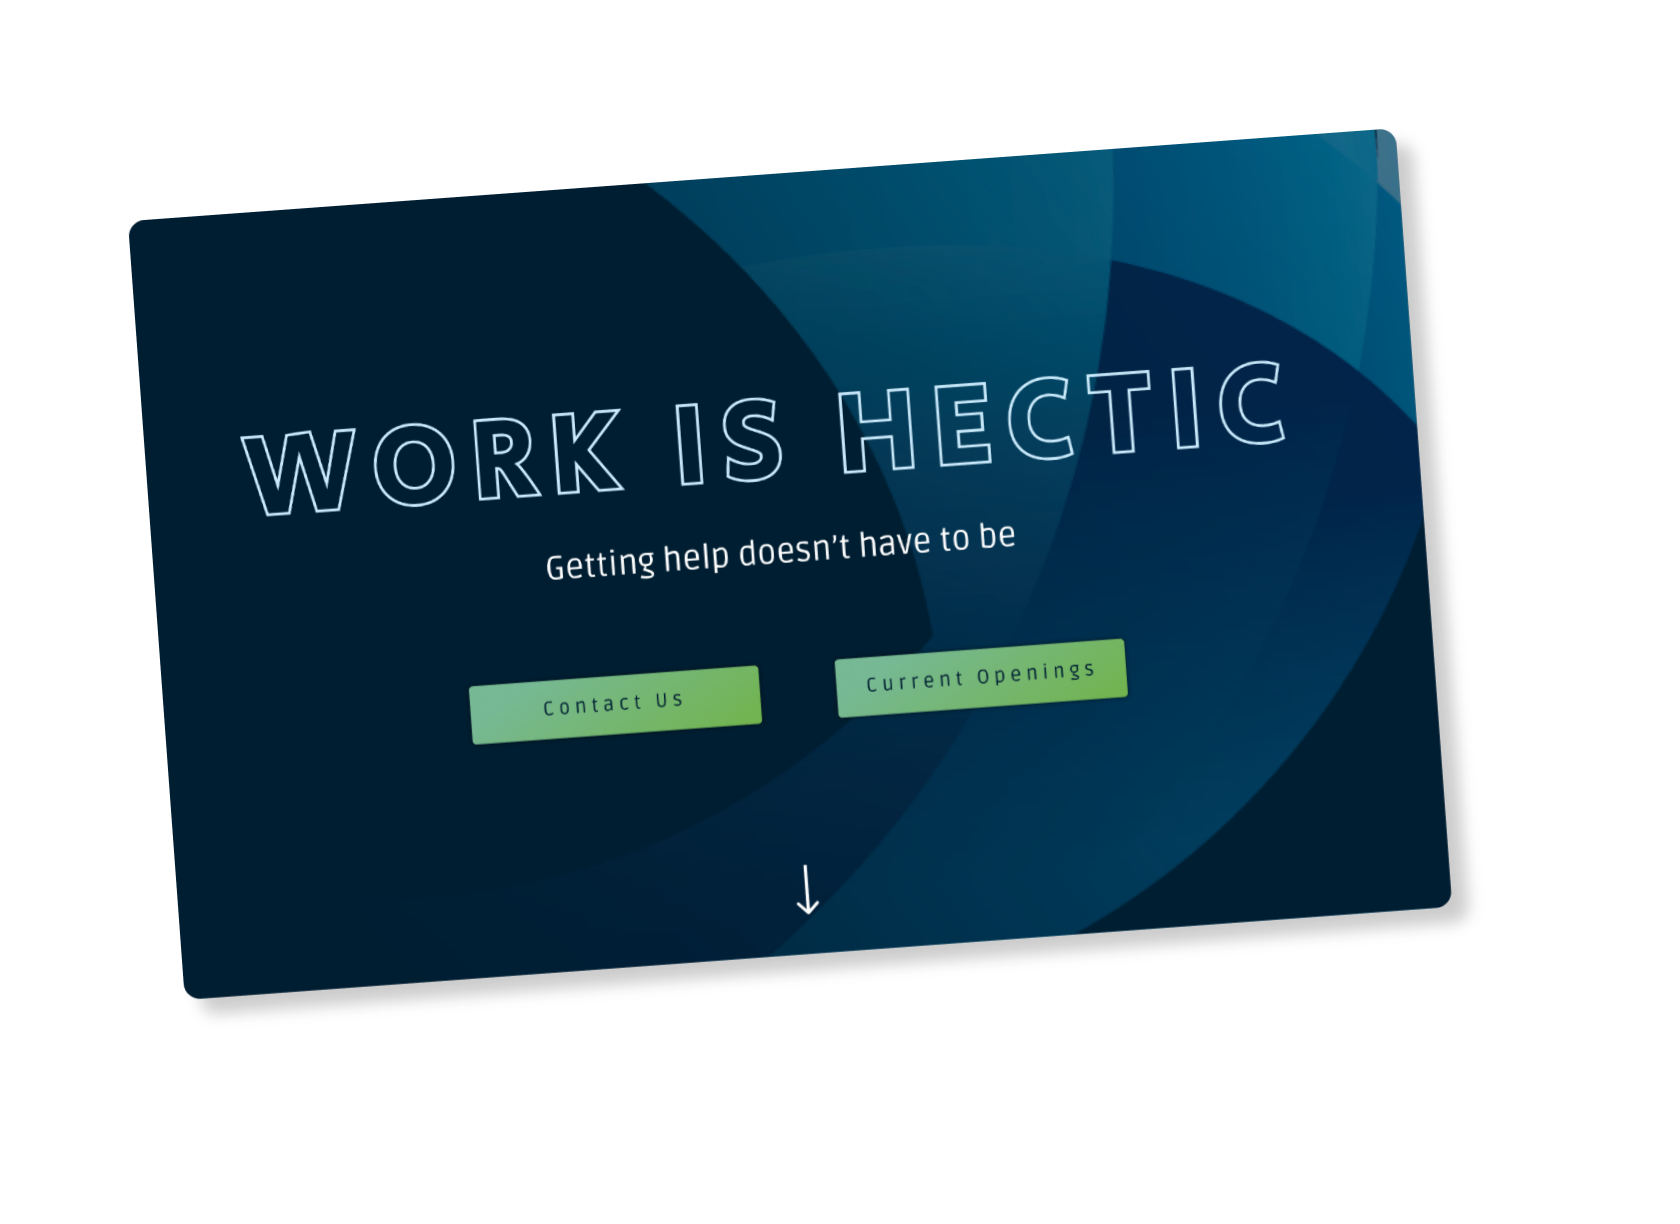 WORK IS HECTIC
Getting help doesn’t have to be
Contact Us
Current Openings